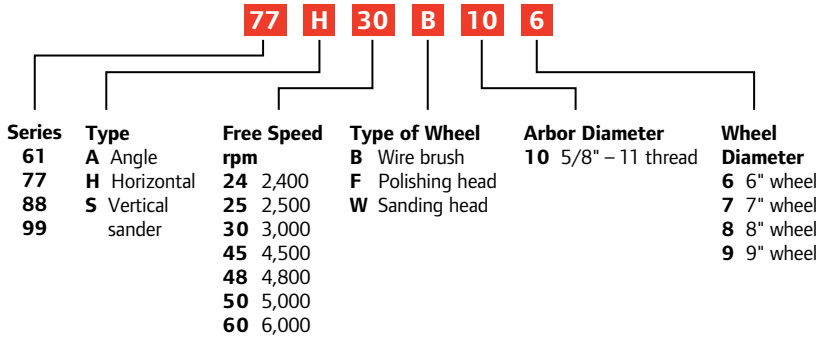 77 H 30 B 10 6
Series
61
77
88
99
Type
A Angle
H Horizontal
S Vertical
sander
Free Speed
rpm
24 2,400
25 2,500
30 3,000
45 4,500
48 4,800
50 5,000
60 6,000
Type of Wheel
B Wire brush
F Polishing head
W Sanding head
Arbor Diameter
10 5/8" – 11 thread
Wheel
Diameter
6 6" wheel
7 7" wheel
8 8" wheel
9 9" wheel